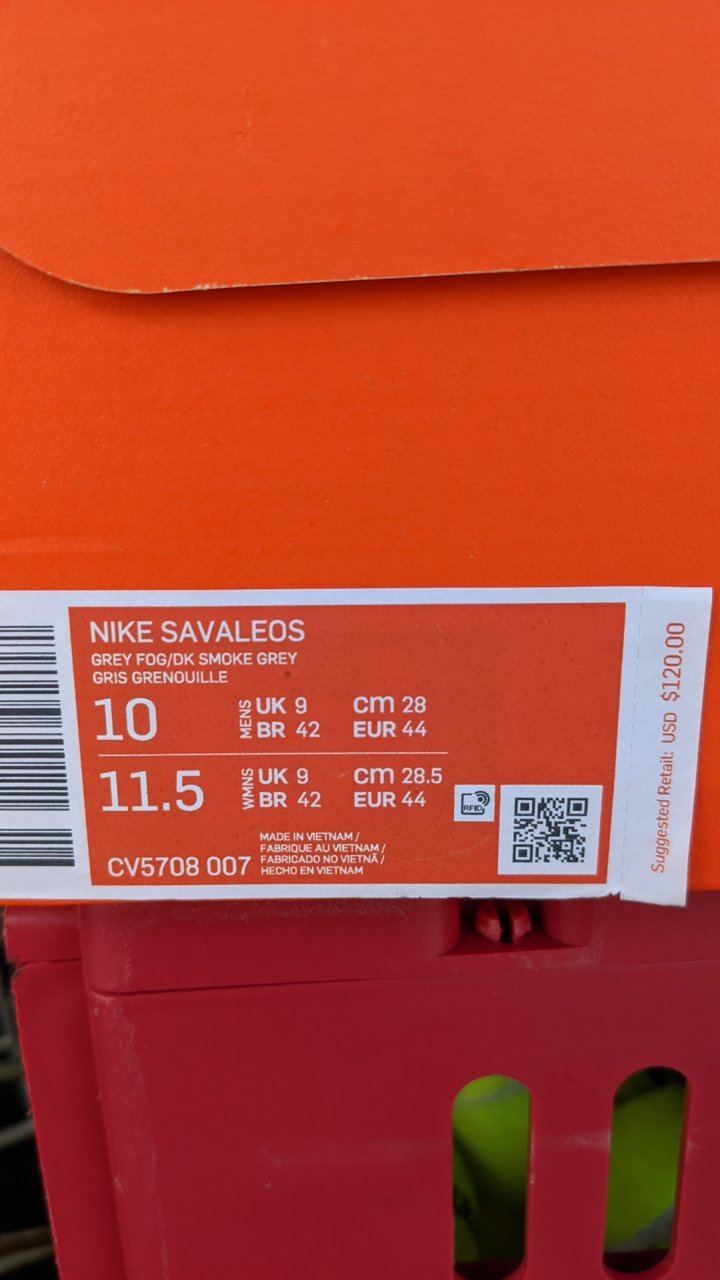 NIKE SAVALEOS
GREY FOG/DK SMOKE GREY
GRIS GRENOUILLE
10 MENS UK 9 cm 28
BR 42 EUR 44
11.5 WMNS UK 9 cm 28.5
BR 42 EUR 44
RFID
CV5708 007
MADE IN VIETNAM /
FABRIQUE AU VIETNAM /
FABRICADO NO VIETNÃ /
HECHO EN VIETNAM
Suggested Retail: USD $120.00